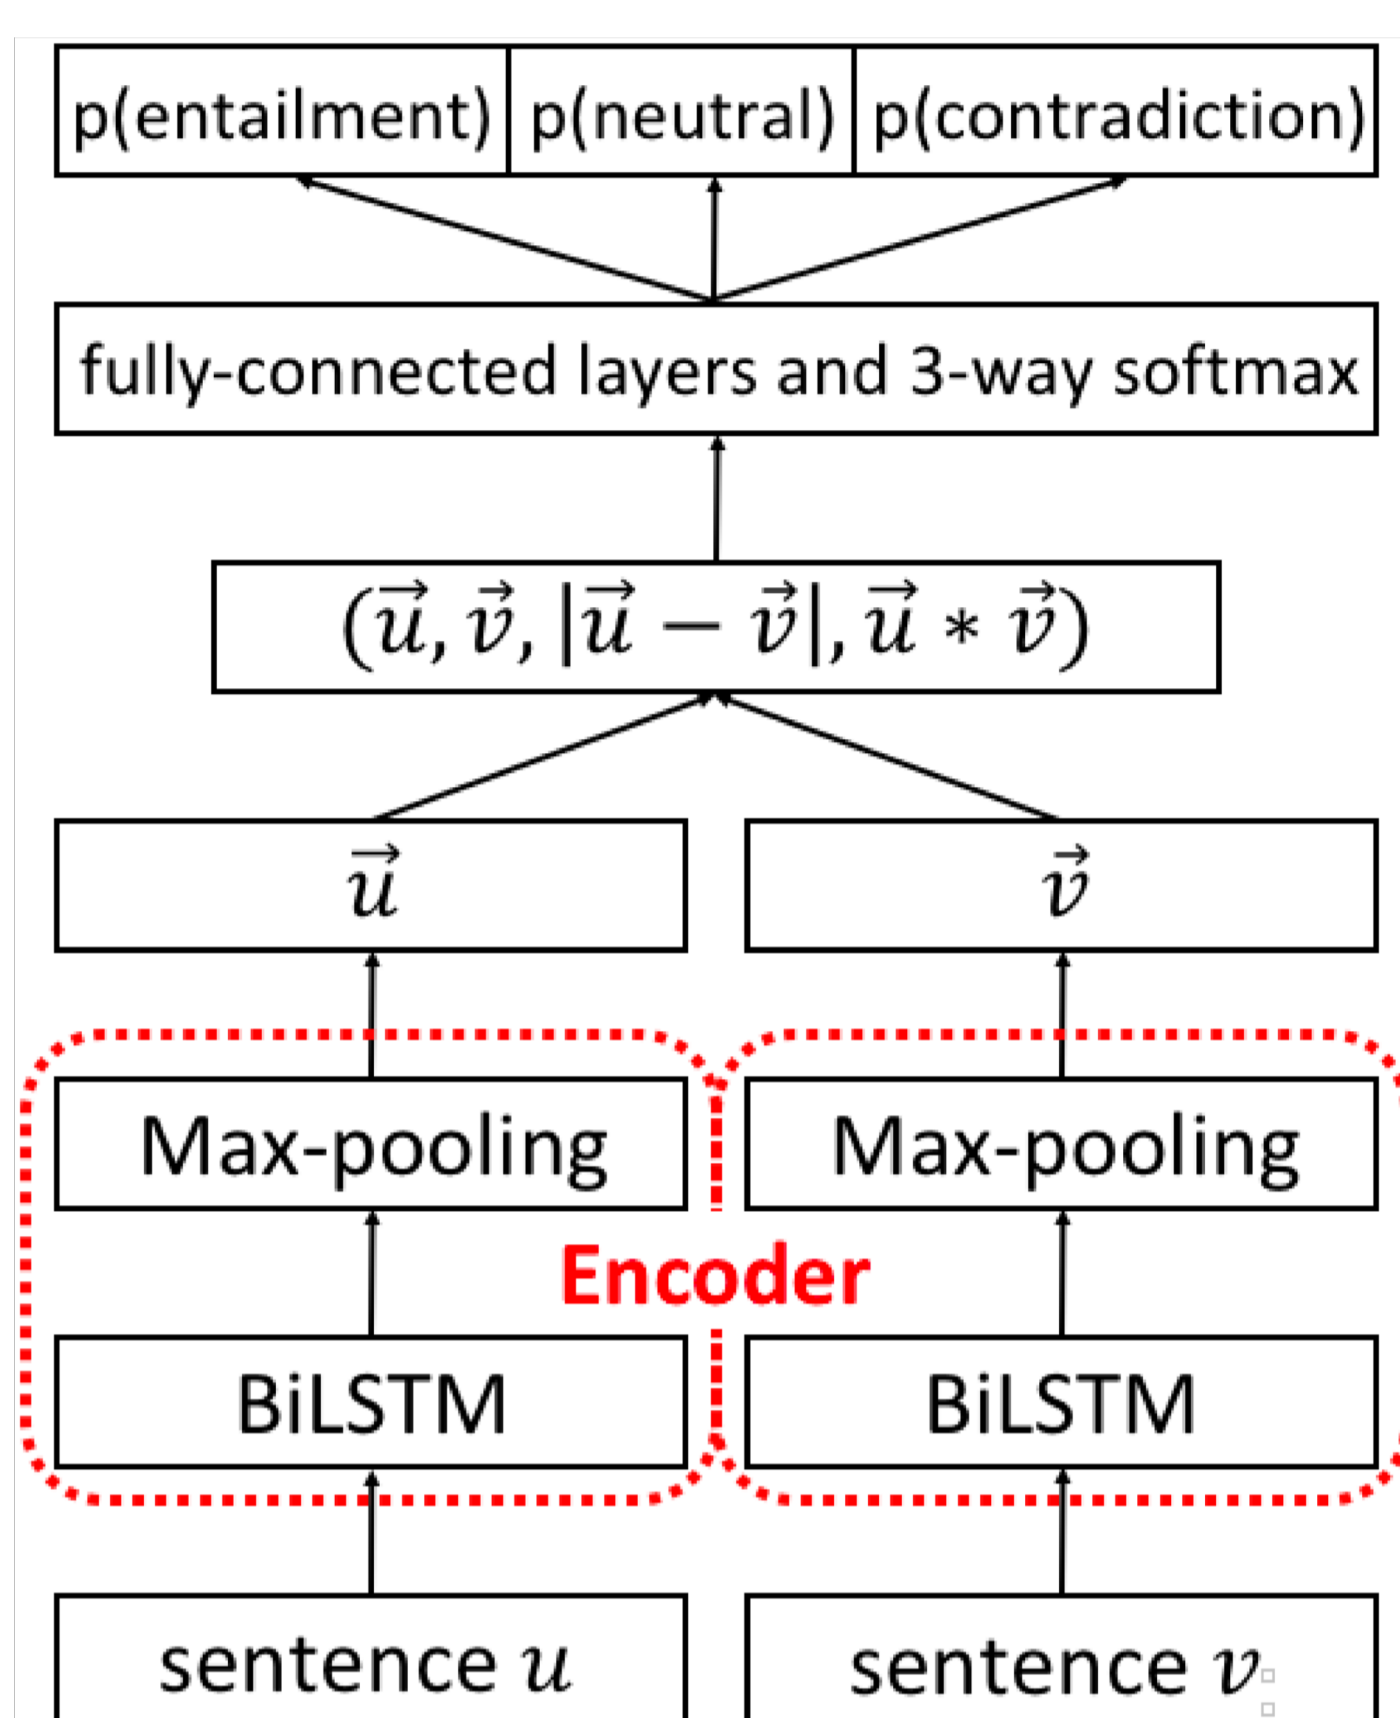 p(entailment) p(neutral) p(contradiction)
fully-connected layers and 3-way softmax
(u⃗, v⃗, |u⃗ − v⃗|, u⃗ * v⃗)
u⃗ v⃗
Max-pooling Max-pooling
Encoder
BiLSTM BiLSTM
sentence u sentence v